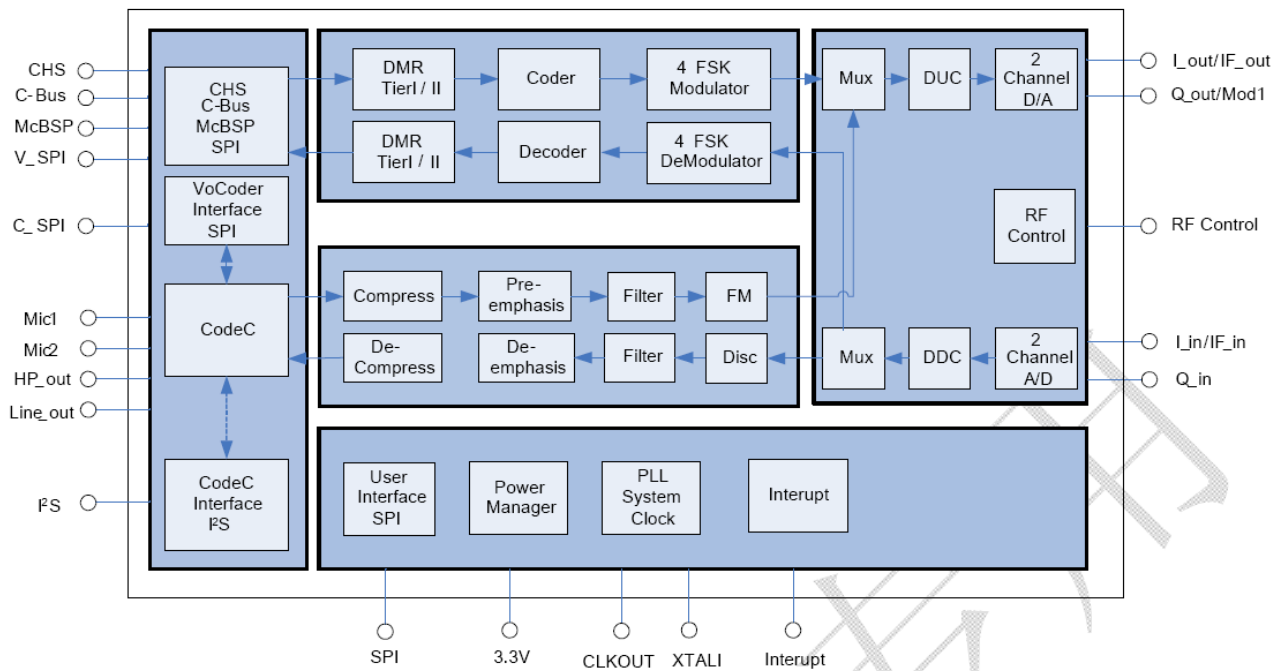 CHS
C-Bus
McBSP
V_SPI
C_SPI
Mic1
Mic2
HP_out
Line_out
I²S
CHS
C-Bus
McBSP
SPI
VoCoder
Interface
SPI
CodeC
CodeC
Interface
I²S
DMR
TierI / II
Coder
4 FSK
Modulator
DMR
TierI / II
Decoder
4 FSK
DeModulator
Compress
Pre-
emphasis
Filter
FM
De-
Compress
De-
emphasis
Filter
Disc
Mux
DUC
2
Channel
D/A
RF
Control
Mux
DDC
2
Channel
A/D
I_out/IF_out
Q_out/Mod1
RF Control
I_in/IF_in
Q_in
User
Interface
SPI
Power
Manager
PLL
System
Clock
Interupt
SPI
3.3V
CLKOUT
XTALI
Interupt